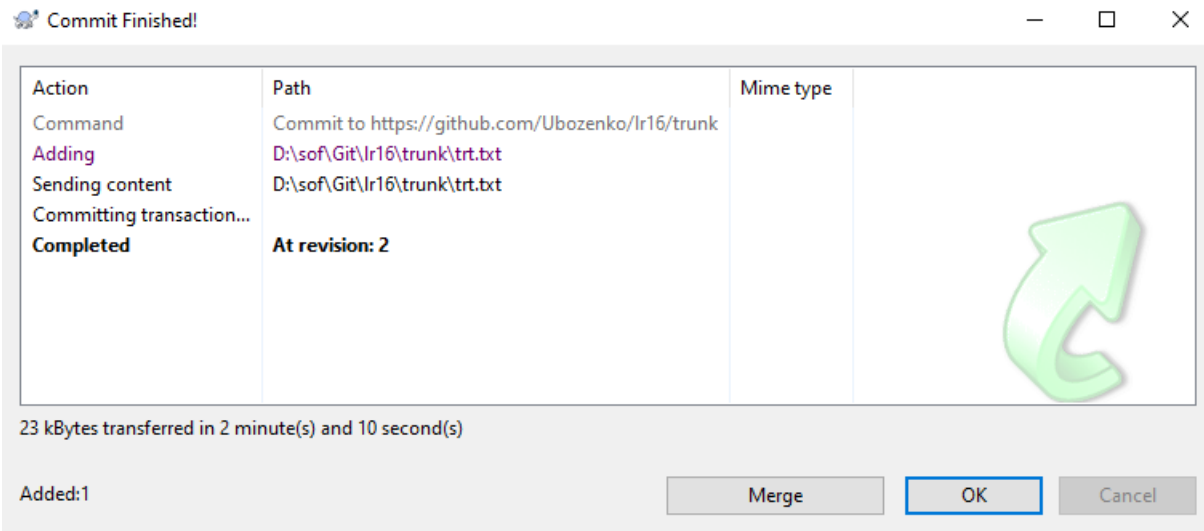 Commit Finished!
Action Path Mime type
Command Commit to https://github.com/Ubozenko/lr16/trunk
Adding D:\sof\Git\lr16\trunk\trt.txt
Sending content D:\sof\Git\lr16\trunk\trt.txt
Committing transaction...
Completed At revision: 2
23 kBytes transferred in 2 minute(s) and 10 second(s)
Added:1 Merge OK Cancel